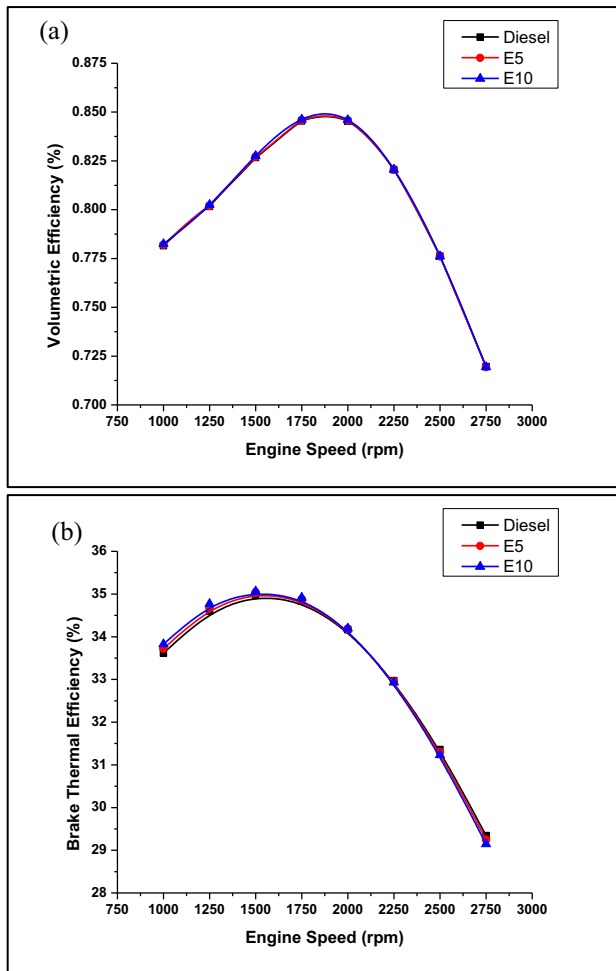 (a)
Diesel
E5
E10
0.875
0.850
0.825
0.800
0.775
0.750
0.725
0.700
Volumetric Efficiency (%)
750 1000 1250 1500 1750 2000 2250 2500 2750 3000
Engine Speed (rpm)
(b)
Diesel
E5
E10
36
35
34
33
32
31
30
29
28
Brake Thermal Efficiency (%)
750 1000 1250 1500 1750 2000 2250 2500 2750 3000
Engine Speed (rpm)